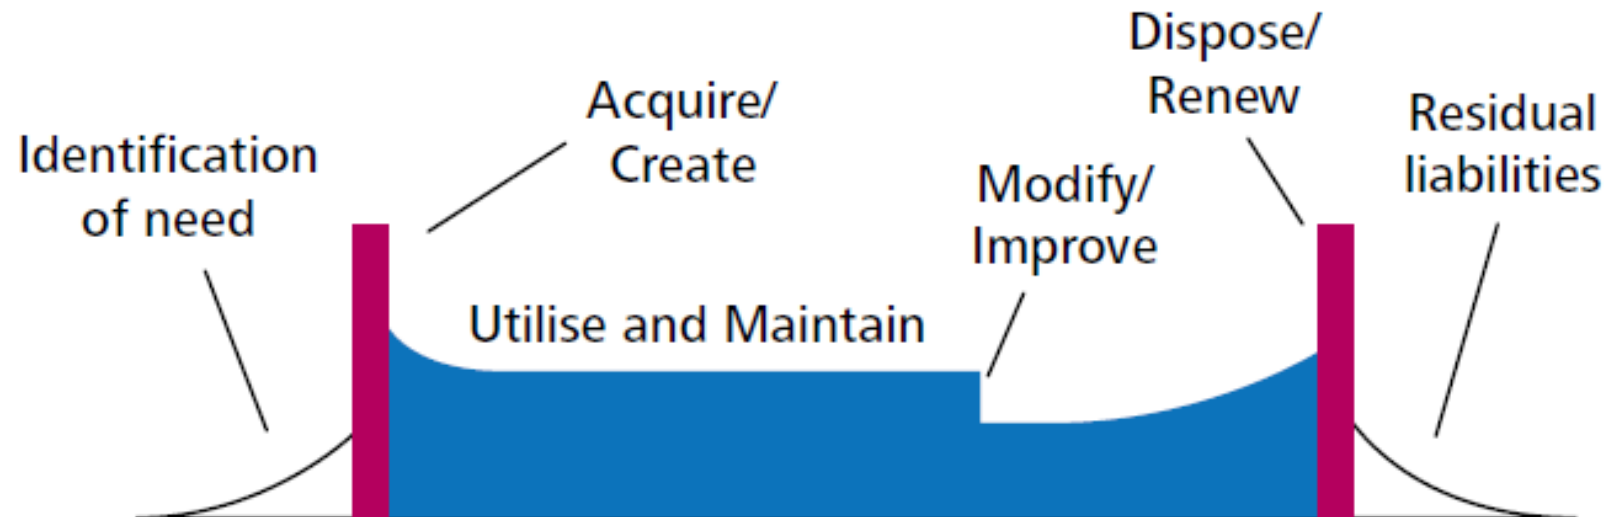 Identification
of need
Acquire/
Create
Utilise and Maintain
Modify/
Improve
Dispose/
Renew
Residual
liabilities